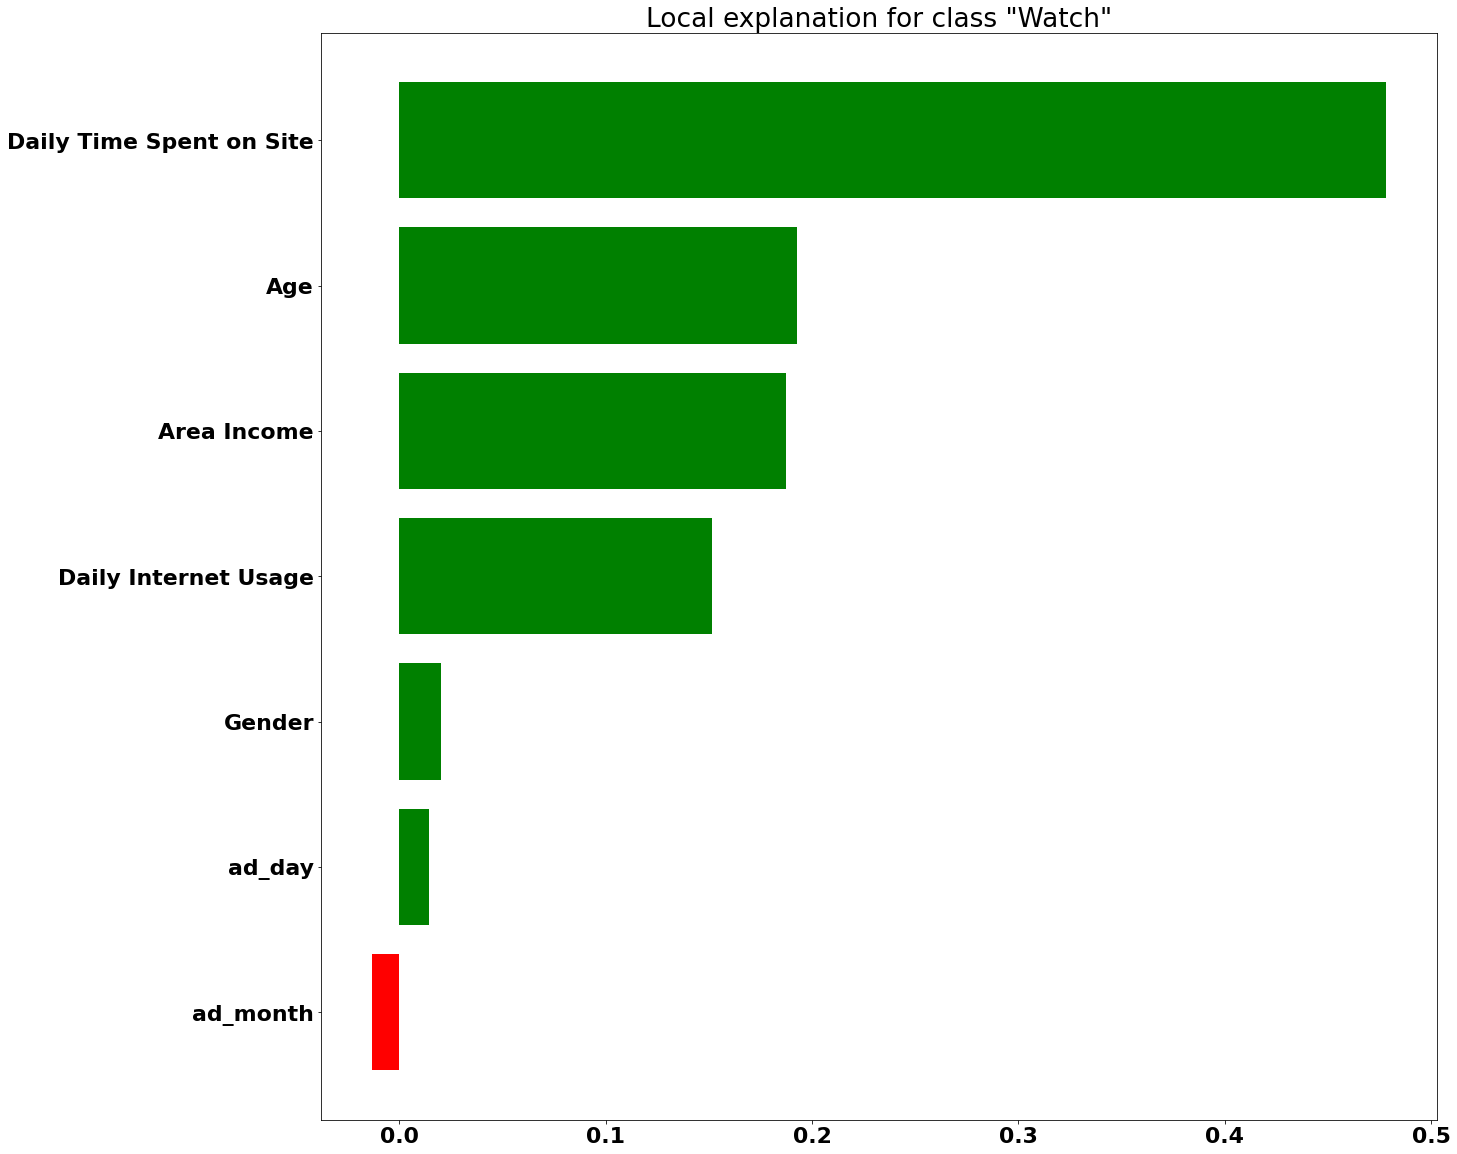 Local explanation for class "Watch"
Daily Time Spent on Site
Age
Area Income
Daily Internet Usage
Gender
ad_day
ad_month
0.0 0.1 0.2 0.3 0.4 0.5